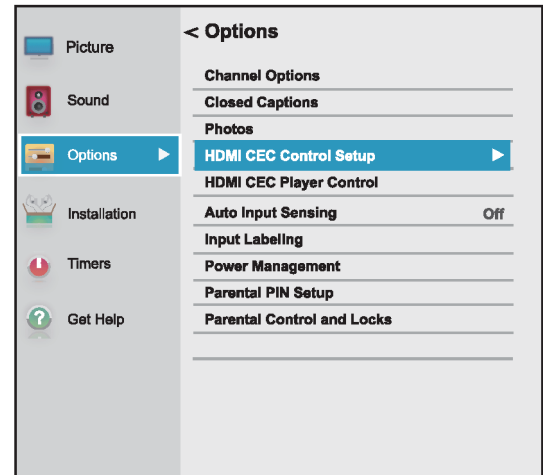 Picture
Sound
Options
Installation
Timers
Get Help
< Options
Channel Options
Closed Captions
Photos
HDMI CEC Control Setup
HDMI CEC Player Control
Auto Input Sensing Off
Input Labeling
Power Management
Parental PIN Setup
Parental Control and Locks